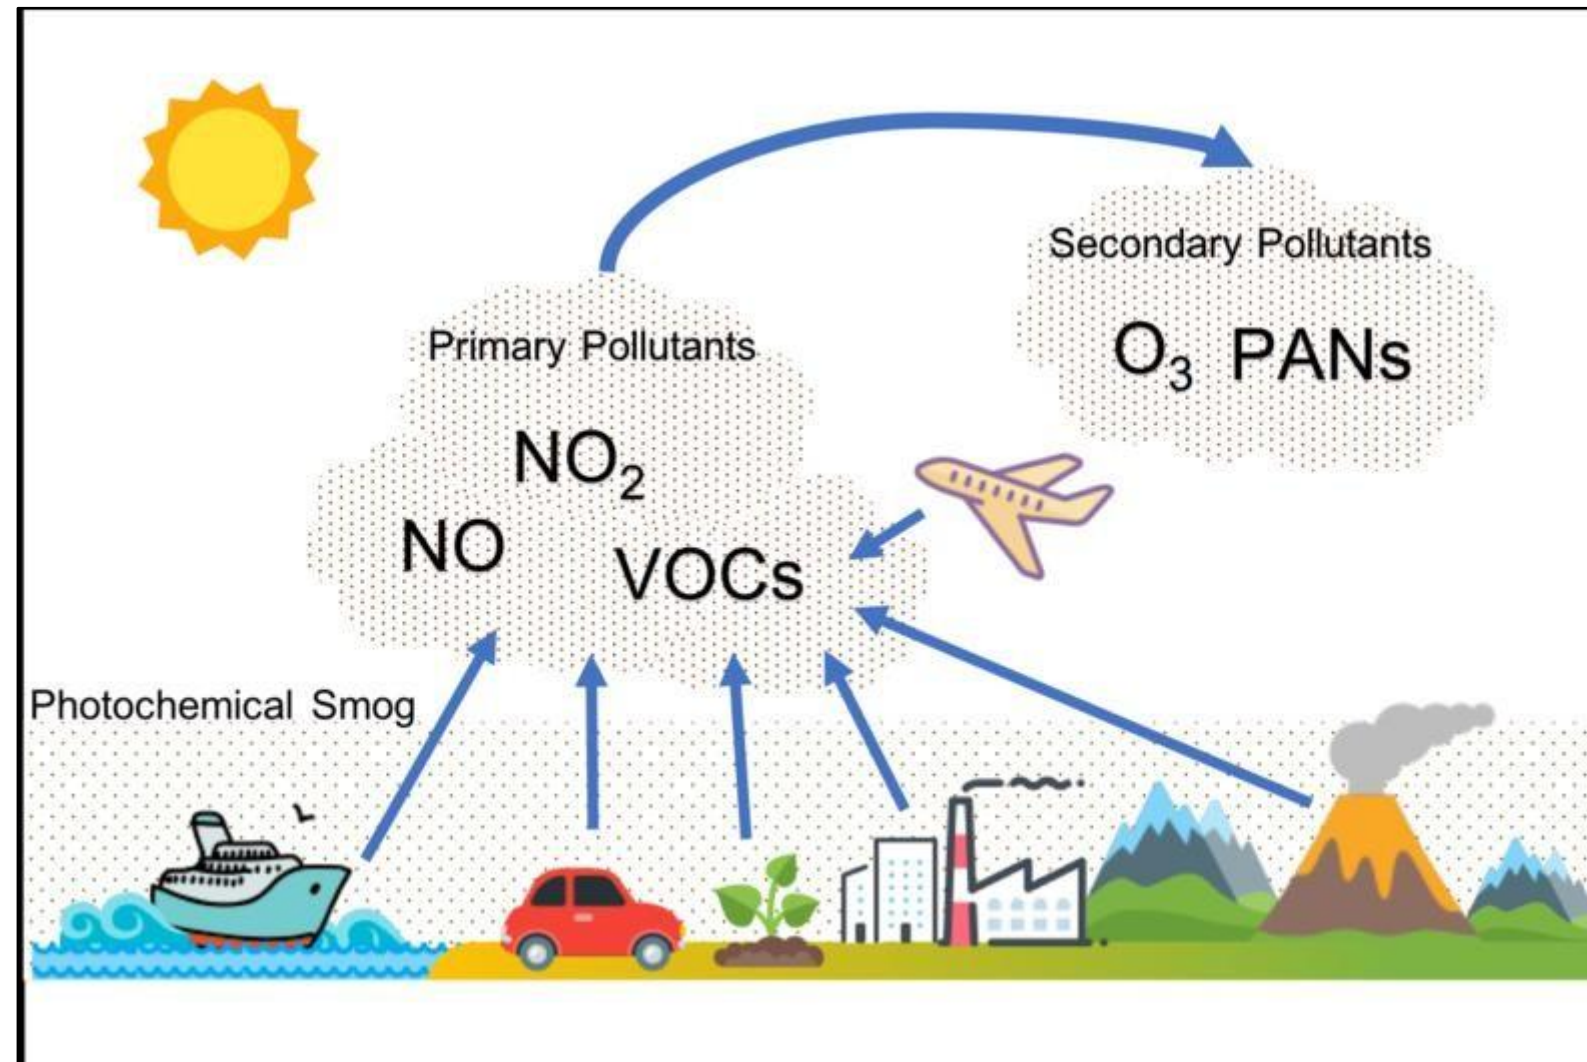 Secondary Pollutants
O₃ PANs
Primary Pollutants
NO₂
NO
VOCs
Photochemical Smog